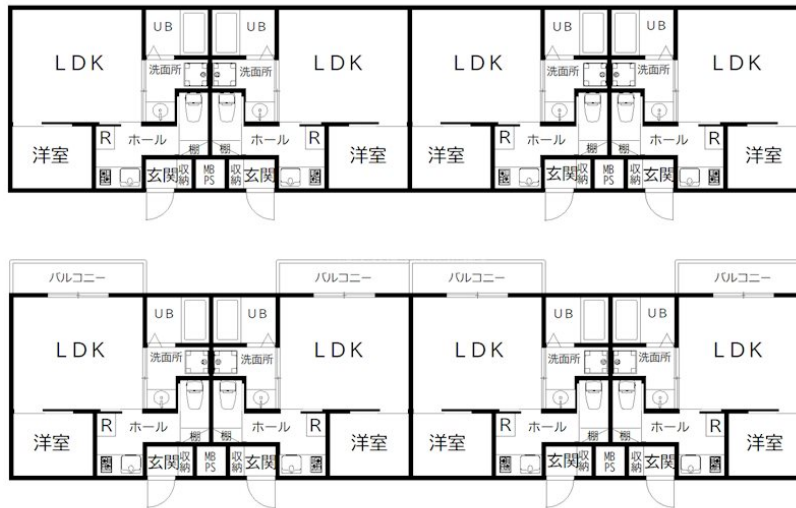 UB UB UB UB
LDK LDK LDK LDK
洗面所 洗面所 洗面所 洗面所
R ホール ホール R R ホール ホール R
棚 棚 棚 棚
洋室 洋室 洋室 洋室
玄関 収納 MB PS 収納 玄関 玄関 収納 MB PS 収納 玄関
バルコニー バルコニー バルコニー バルコニー
UB UB UB UB
LDK LDK LDK LDK
洗面所 洗面所 洗面所 洗面所
R ホール ホール R R ホール ホール R
棚 棚 棚 棚
洋室 洋室 洋室 洋室
玄関 収納 MB PS 収納 玄関 玄関 収納 MB PS 収納 玄関